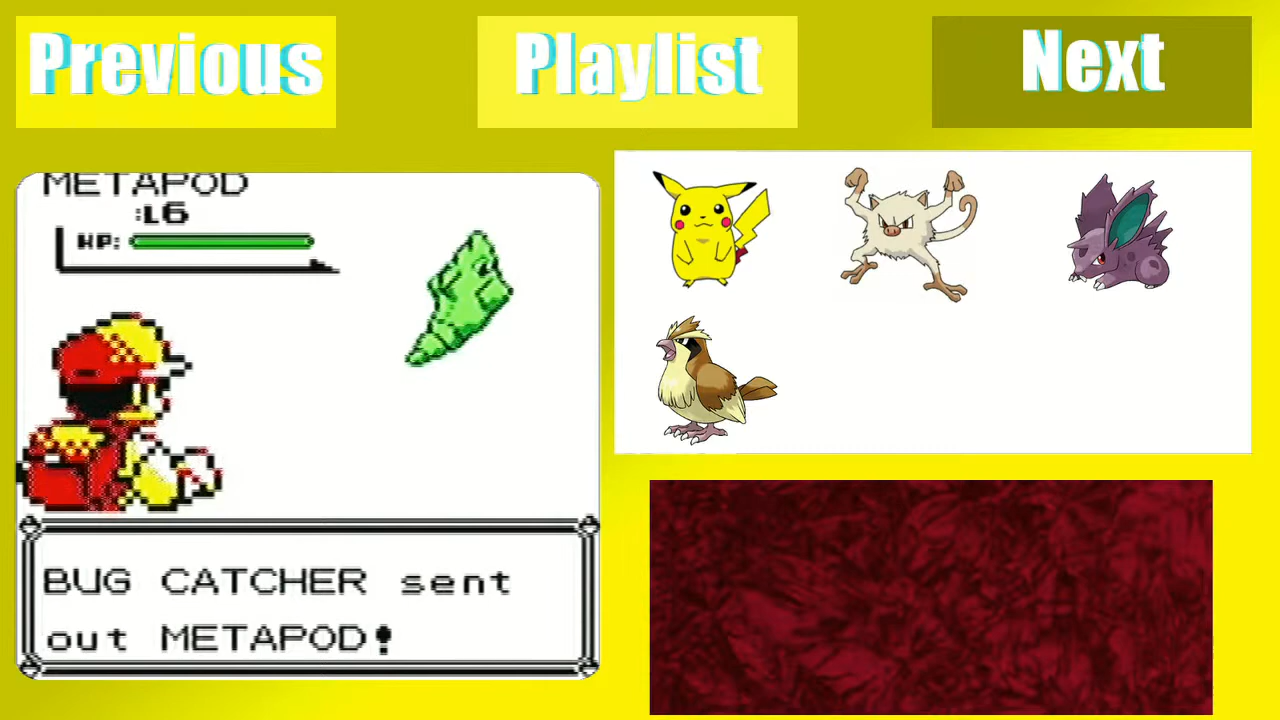 Previous
Playlist
Next
METAPOD
:L6
HP:
BUG CATCHER sent
out METAPOD!